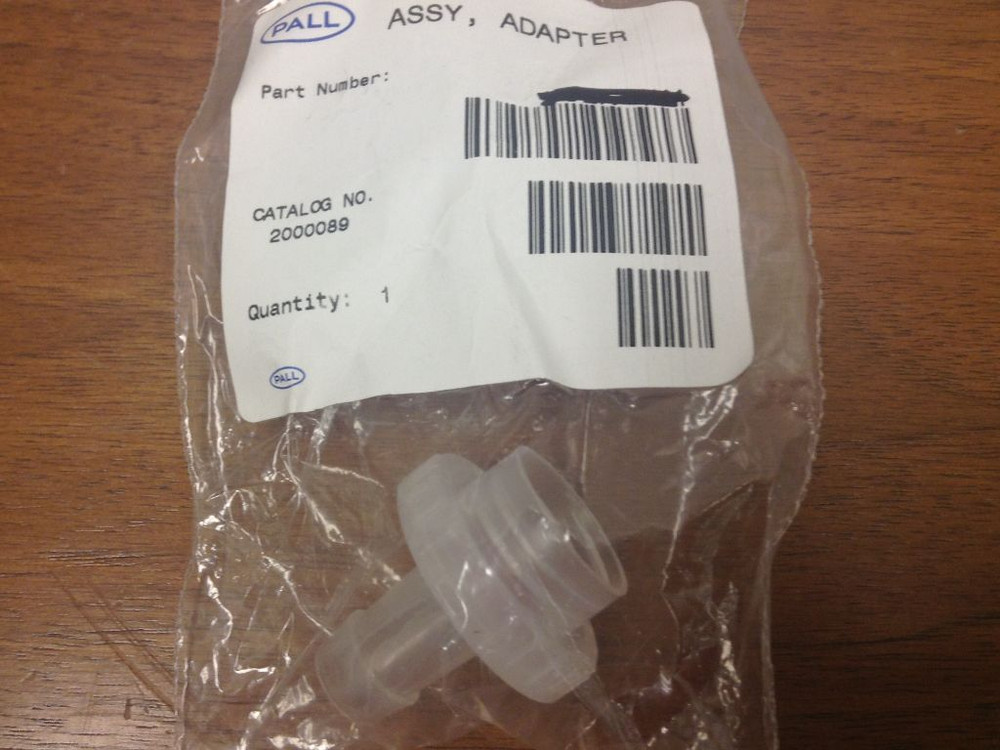 PALL
ASSY, ADAPTER
Part Number:
CATALOG NO.
2000089
Quantity: 1
PALL